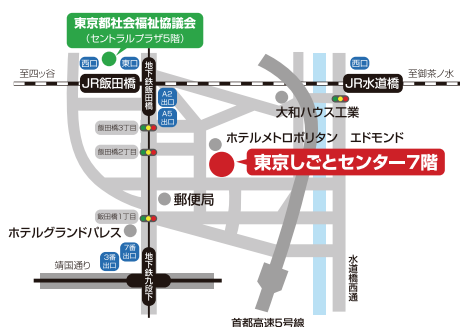 東京都社会福祉協議会
(セントラルプラザ5階)
西口
東口
西口
至四ッ谷
至御茶ノ水
JR飯田橋
地下鉄飯田橋
JR水道橋
A2
出口
A5
出口
大和ハウス工業
飯田橋3丁目
ホテルメトロポリタン エドモンド
飯田橋2丁目
東京しごとセンター7階
郵便局
飯田橋1丁目
ホテルグランドパレス
7番
出口
3番
出口
靖国通り
地下鉄九段下
水道橋西通
首都高速5号線